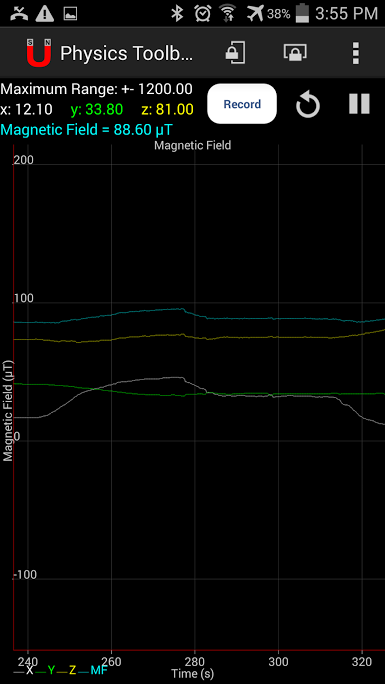 38% 3:55 PM
S N
Physics Toolb...
Maximum Range: +- 1200.00
x: 12.10 y: 33.80 z: 81.00
Record
Magnetic Field = 88.60 µT
Magnetic Field
200
100
0
-100
Magnetic Field (µT)
240 260 280 300 320
X Y Z MF
Time (s)